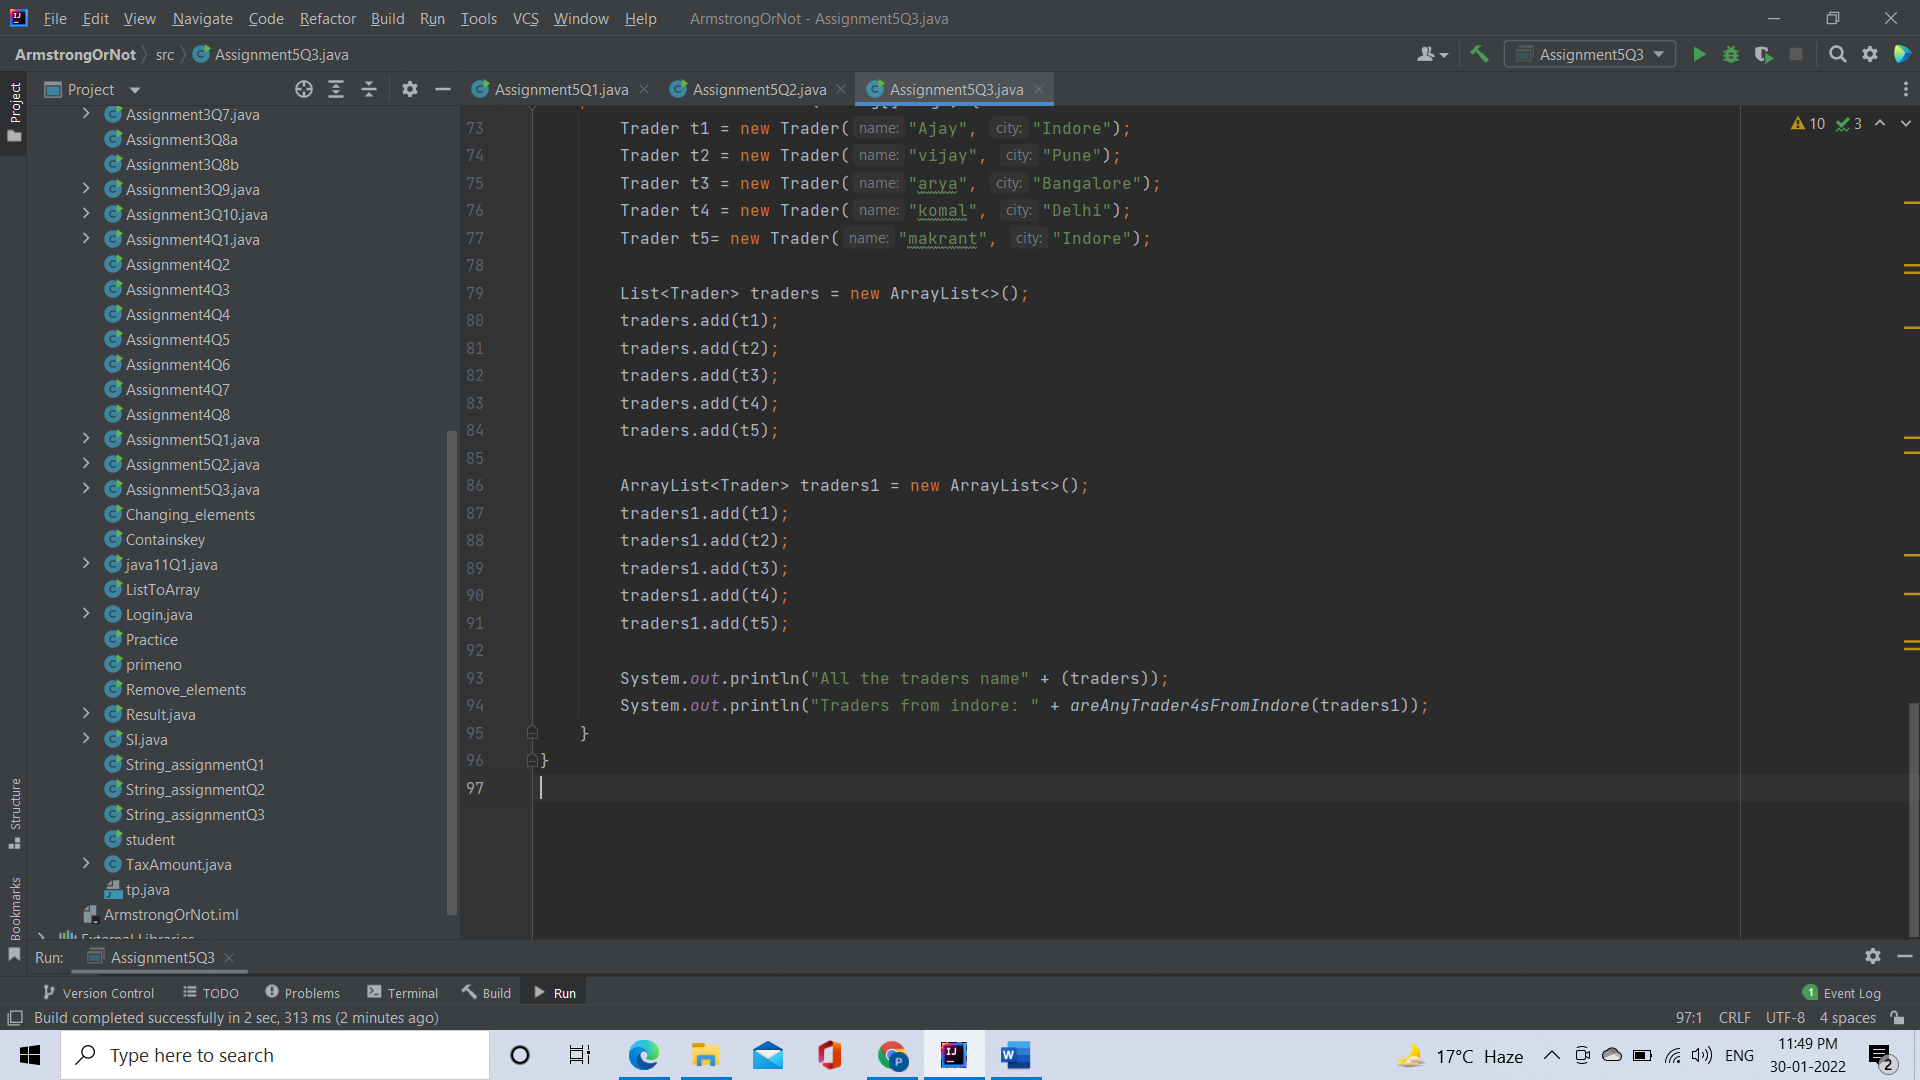 File Edit View Navigate Code Refactor Build Run Tools VCS Window Help ArmstrongOrNot - Assignment5Q3.java
ArmstrongOrNot src Assignment5Q3.java
Assignment5Q3
Project
Assignment5Q1.java Assignment5Q2.java Assignment5Q3.java
Project
Assignment3Q7.java
Assignment3Q8a
Assignment3Q8b
Assignment3Q9.java
Assignment3Q10.java
Assignment4Q1.java
Assignment4Q2
Assignment4Q3
Assignment4Q4
Assignment4Q5
Assignment4Q6
Assignment4Q7
Assignment4Q8
Assignment5Q1.java
Assignment5Q2.java
Assignment5Q3.java
Changing_elements
Containskey
java11Q1.java
ListToArray
Login.java
Practice
primeno
Remove_elements
Result.java
SI.java
String_assignmentQ1
String_assignmentQ2
String_assignmentQ3
student
TaxAmount.java
tp.java
ArmstrongOrNot.iml
External Libraries
Structure
Bookmarks
10 3
73 Trader t1 = new Trader( name: "Ajay", city: "Indore");
74 Trader t2 = new Trader( name: "vijay", city: "Pune");
75 Trader t3 = new Trader( name: "arya", city: "Bangalore");
76 Trader t4 = new Trader( name: "komal", city: "Delhi");
77 Trader t5= new Trader( name: "makrant", city: "Indore");
78
79 List<Trader> traders = new ArrayList<>();
80 traders.add(t1);
81 traders.add(t2);
82 traders.add(t3);
83 traders.add(t4);
84 traders.add(t5);
85
86 ArrayList<Trader> traders1 = new ArrayList<>();
87 traders1.add(t1);
88 traders1.add(t2);
89 traders1.add(t3);
90 traders1.add(t4);
91 traders1.add(t5);
92
93 System.out.println("All the traders name" + (traders));
94 System.out.println("Traders from indore: " + areAnyTrader4sFromIndore(traders1));
95 }
96 }
97
Run: Assignment5Q3
Version Control TODO Problems Terminal Build Run 1 Event Log
Build completed successfully in 2 sec, 313 ms (2 minutes ago) 97:1 CRLF UTF-8 4 spaces
Type here to search 17°C Haze ENG 11:49 PM
30-01-2022 2